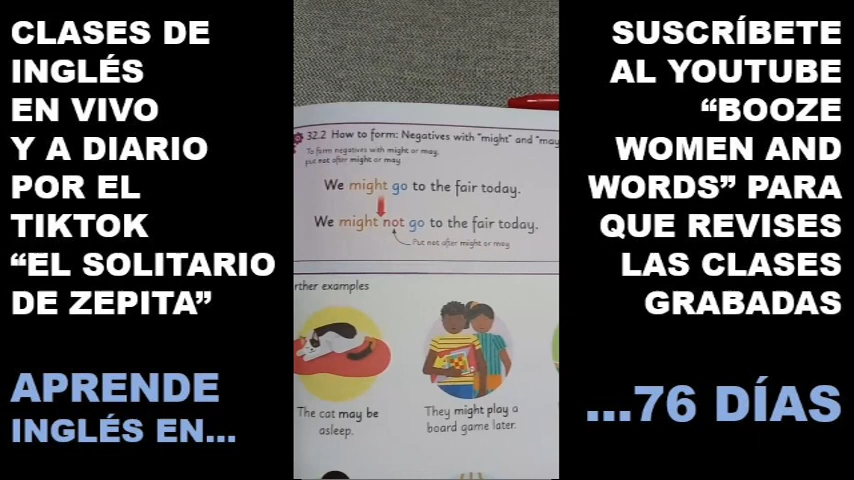 CLASES DE
INGLÉS
EN VIVO
Y A DIARIO
POR EL
TIKTOK
“EL SOLITARIO
DE ZEPITA”
APRENDE
INGLÉS EN...
32.2 How to form: Negatives with "might" and "may
To form negatives with might or may,
put not after might or may
We might go to the fair today.
We might not go to the fair today.
Put not after might or may
rther examples
The cat may be
asleep.
They might play a
board game later.
SUSCRÍBETE
AL YOUTUBE
“BOOZE
WOMEN AND
WORDS” PARA
QUE REVISES
LAS CLASES
GRABADAS
...76 DÍAS